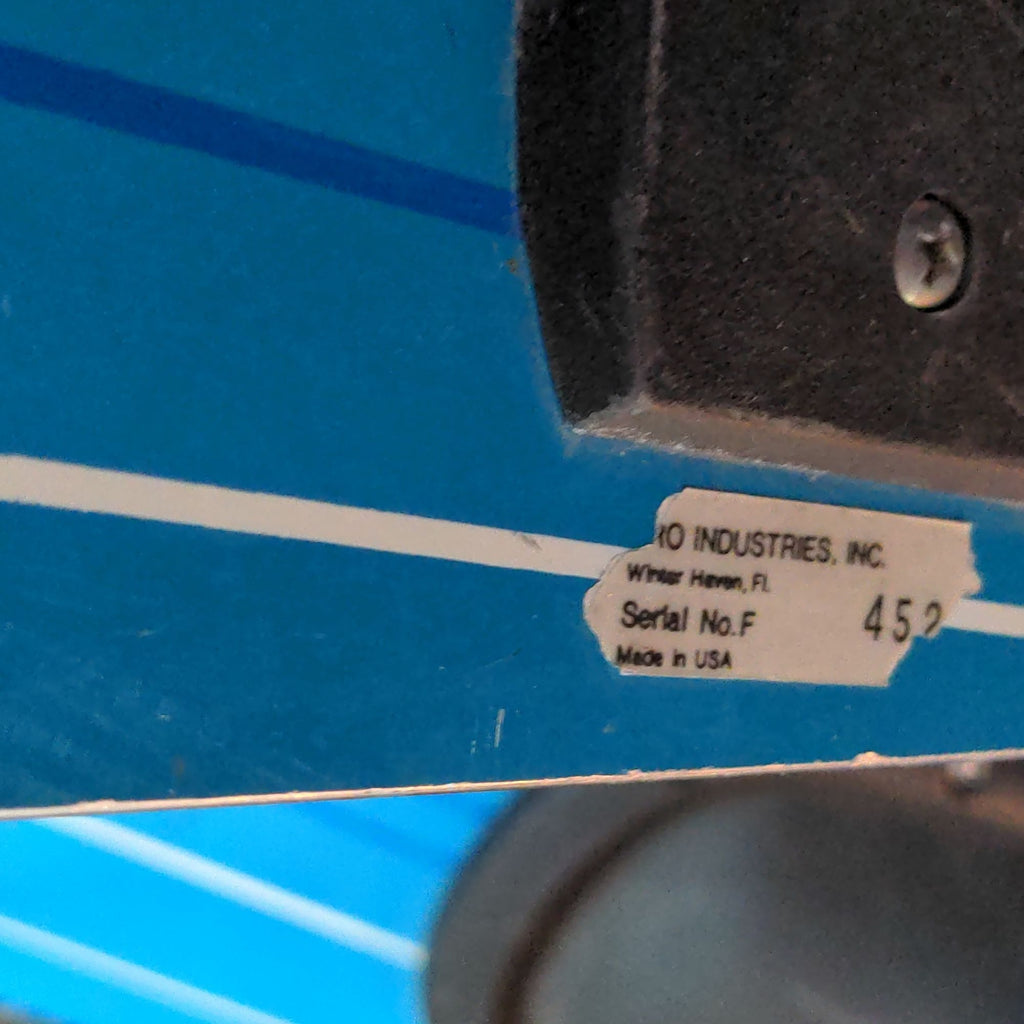 RO INDUSTRIES, INC.
Winter Haven, Fl.
Serial No.F 452
Made in USA